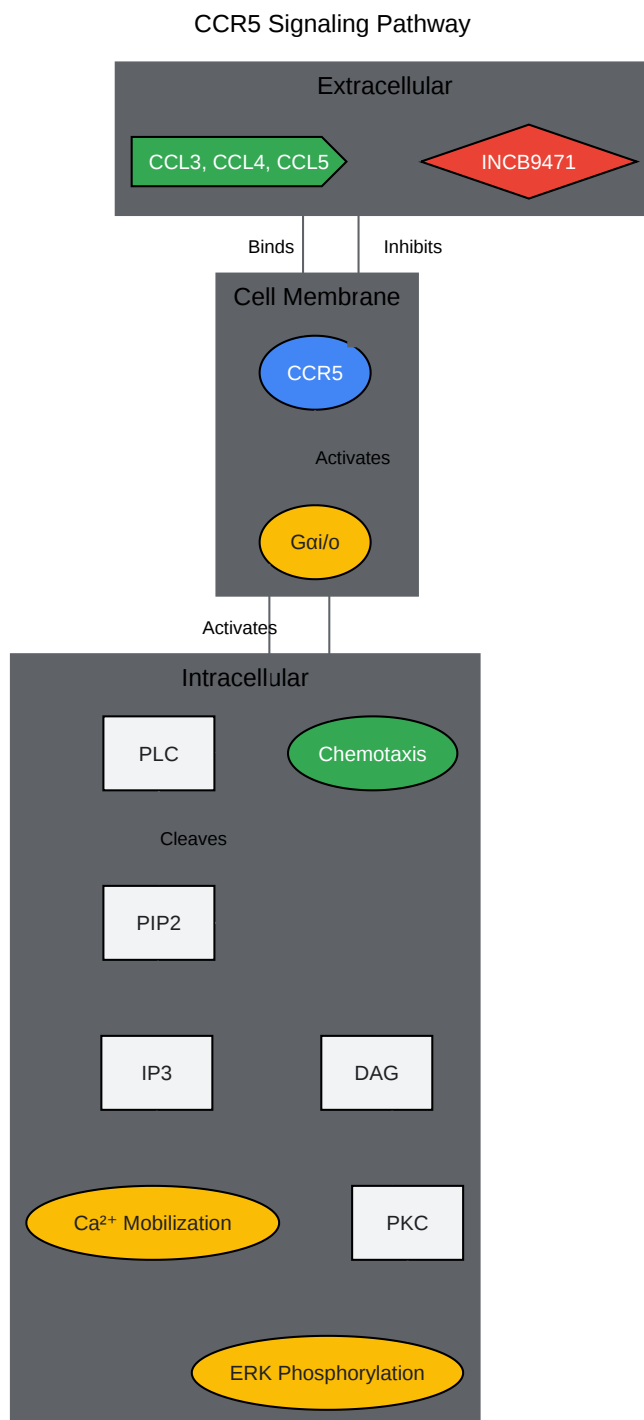 CCR5 Signaling Pathway
Extracellular
CCL3, CCL4, CCL5
INCB9471
Binds
Inhibits
Cell Membrane
CCR5
Activates
Gαi/o
Activates
Intracellular
PLC
Chemotaxis
Cleaves
PIP2
IP3
DAG
Ca²⁺ Mobilization
PKC
ERK Phosphorylation